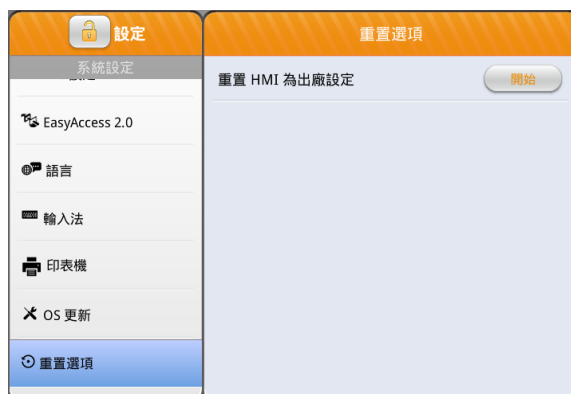 設定
系統設定
EasyAccess 2.0
語言
輸入法
印表機
OS 更新
重置選項
重置選項
重置 HMI 為出廠設定
開始